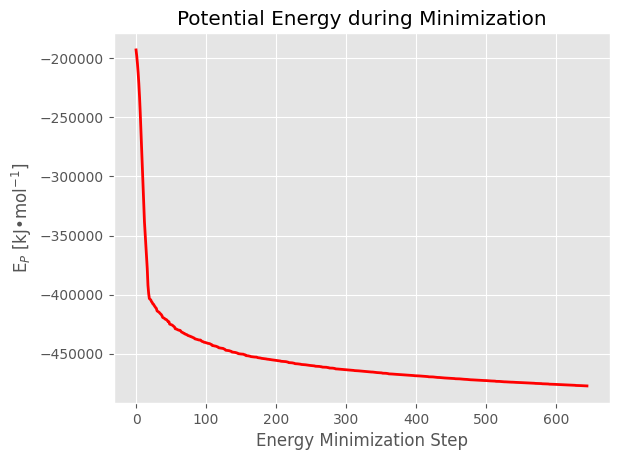 Potential Energy during Minimization
−200000
−250000
−300000
−350000
−400000
−450000
E_P [kJ•mol⁻¹]
0 100 200 300 400 500 600
Energy Minimization Step